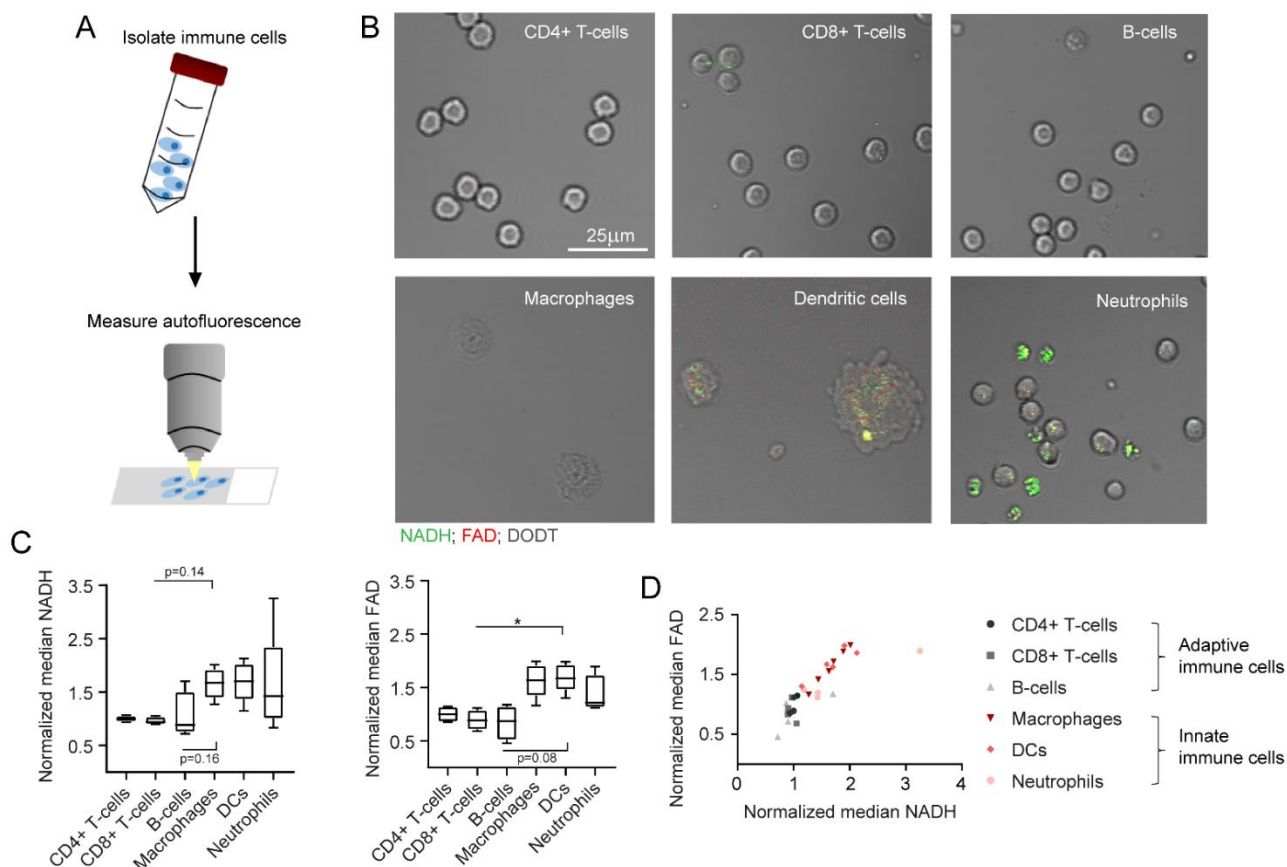 A
Isolate immune cells
Measure autofluorescence
B
CD4+ T-cells
CD8+ T-cells
B-cells
25μm
Macrophages
Dendritic cells
Neutrophils
NADH; FAD; DODT
C
Normalized median NADH
3.5
2.5
1.5
0.5
p=0.14
p=0.16
CD4+ T-cells
CD8+ T-cells
B-cells
Macrophages
DCs
Neutrophils
Normalized median FAD
3.5
2.5
1.5
0.5
*
p=0.08
CD4+ T-cells
CD8+ T-cells
B-cells
Macrophages
DCs
Neutrophils
D
Normalized median FAD
2.5
1.5
0.5
0 1 2 3 4
Normalized median NADH
CD4+ T-cells
CD8+ T-cells
B-cells
Adaptive
immune cells
Macrophages
DCs
Neutrophils
Innate
immune cells